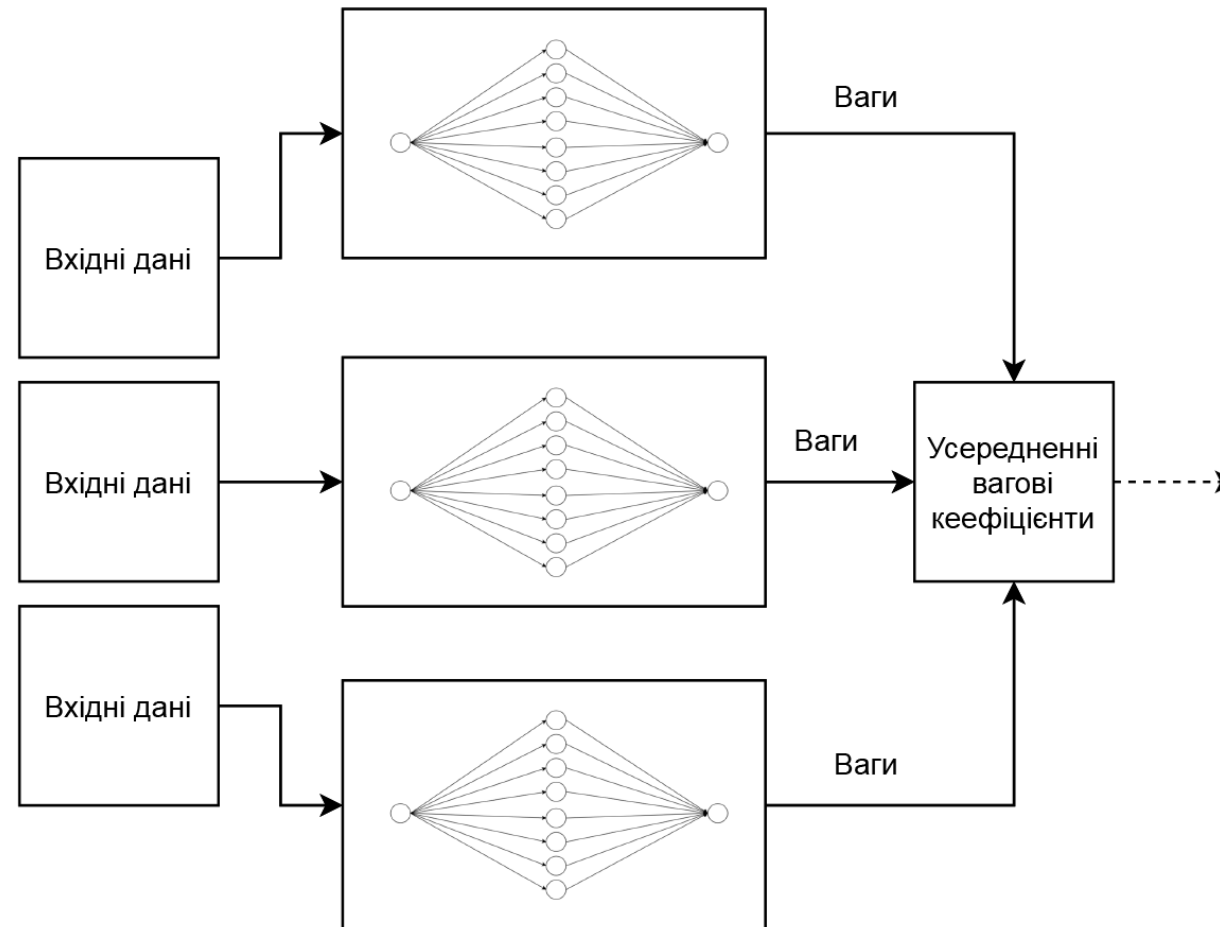 Ваги
Вхідні дані
Ваги
Вхідні дані
Усередненні
вагові
кеефіцієнти
Вхідні дані
Ваги